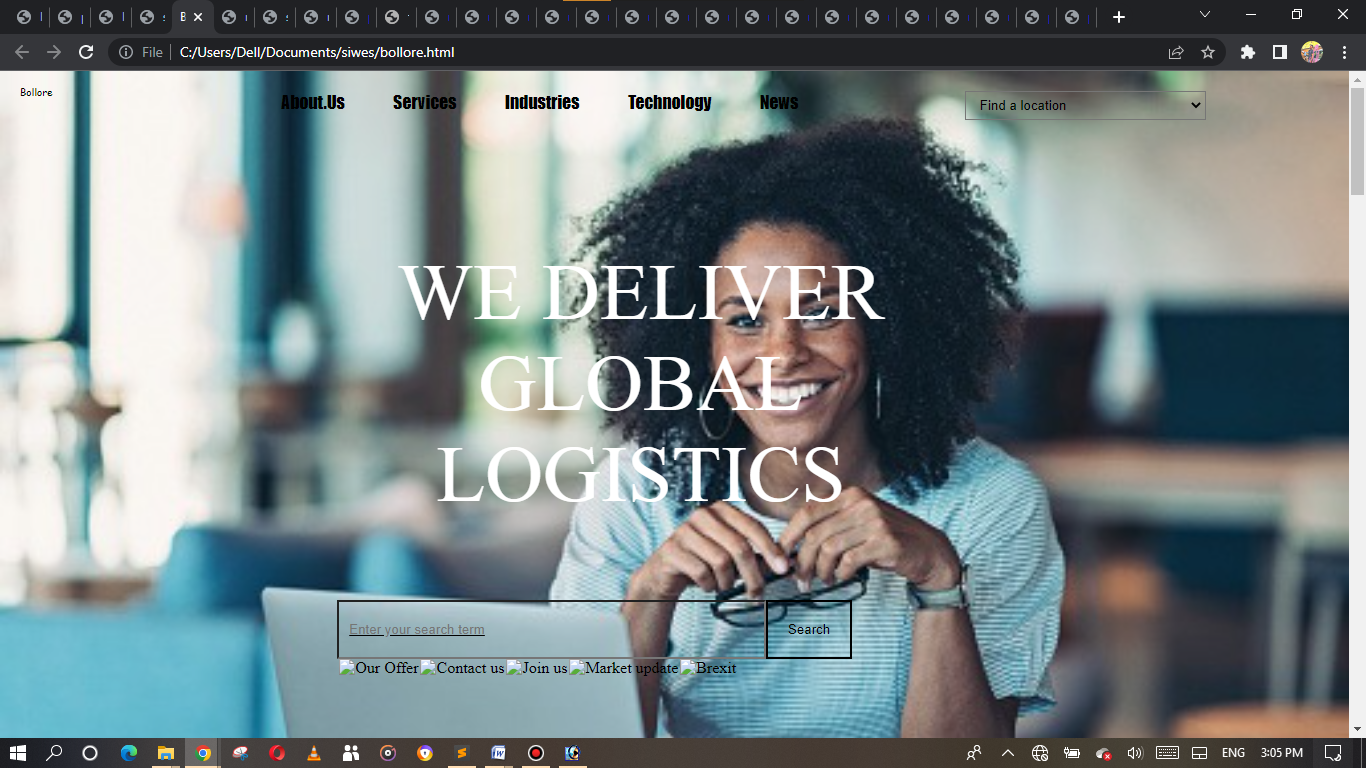 B
File
C:/Users/Dell/Documents/siwes/bollore.html
Bollore
About.Us Services Industries Technology News
Find a location
WE DELIVER
GLOBAL
LOGISTICS
Enter your search term
Search
Our Offer Contact us Join us Market update Brexit
ENG 3:05 PM